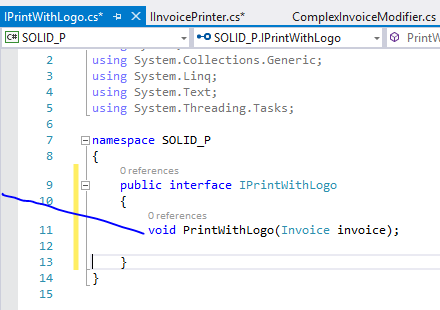 IPrintWithLogo.cs* IInvoicePrinter.cs* ComplexInvoiceModifier.cs
C# SOLID_P SOLID_P.IPrintWithLogo Print
2 using System.Collections.Generic;
3 using System.Linq;
4 using System.Text;
5 using System.Threading.Tasks;
6
7 namespace SOLID_P
8 {
0 references
9 public interface IPrintWithLogo
10 {
0 references
11 void PrintWithLogo(Invoice invoice);
12
13 }
14 }
15